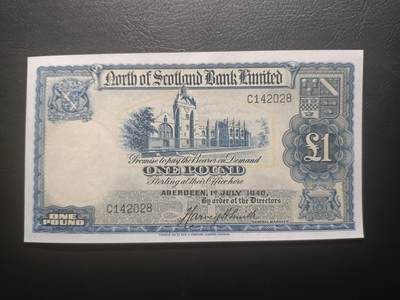 North of Scotland Bank Limited
C142028
Promise to pay the Bearer on Demand
ONE POUND
£1
Sterling at their Office here
ABERDEEN, 1st JULY 1940.
By order of the Directors
C142028
ONE
POUND
GENERAL MANAGER